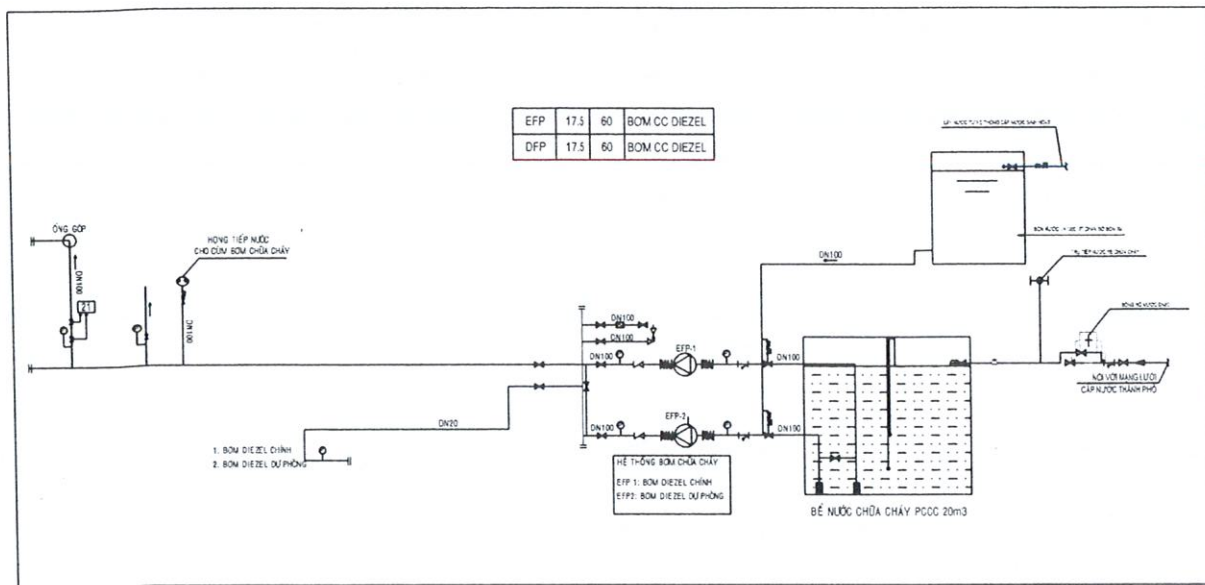 EFP 17.5 60 BƠM CC DIEZEL
DFP 17.5 60 BƠM CC DIEZEL
ỐNG GÓP
HỌNG TIẾP NƯỚC
CHO CỤM BƠM CHỮA CHÁY
DN100
21
DN100
DN100
DN100
DN100
DN100
EFP-1
DN100
NỐI VỚI MẠNG LƯỚI
CẤP NƯỚC THÀNH PHỐ
DN20
DN100
EFP-2
DN100
1. BƠM DIEZEL CHÍNH
2. BƠM DIEZEL DỰ PHÒNG
HỆ THỐNG BƠM CHỮA CHÁY
EFP 1: BƠM DIEZEL CHÍNH
EFP2: BƠM DIEZEL DỰ PHÒNG
BỂ NƯỚC CHỮA CHÁY PCCC 20m3